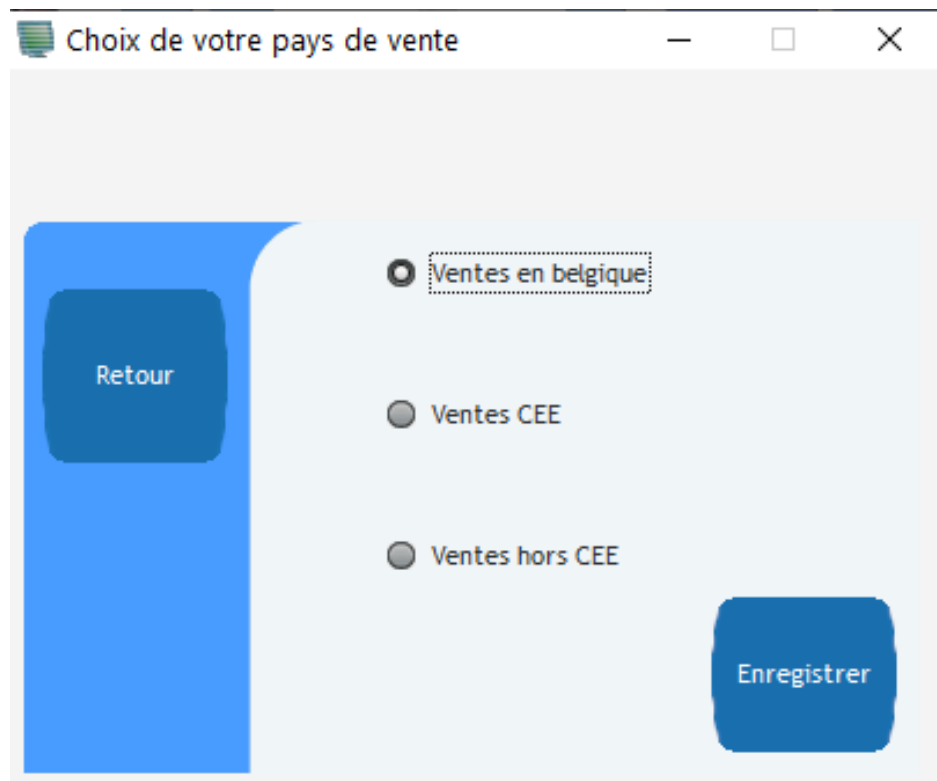 Choix de votre pays de vente
Ventes en belgique
Retour
Ventes CEE
Ventes hors CEE
Enregistrer